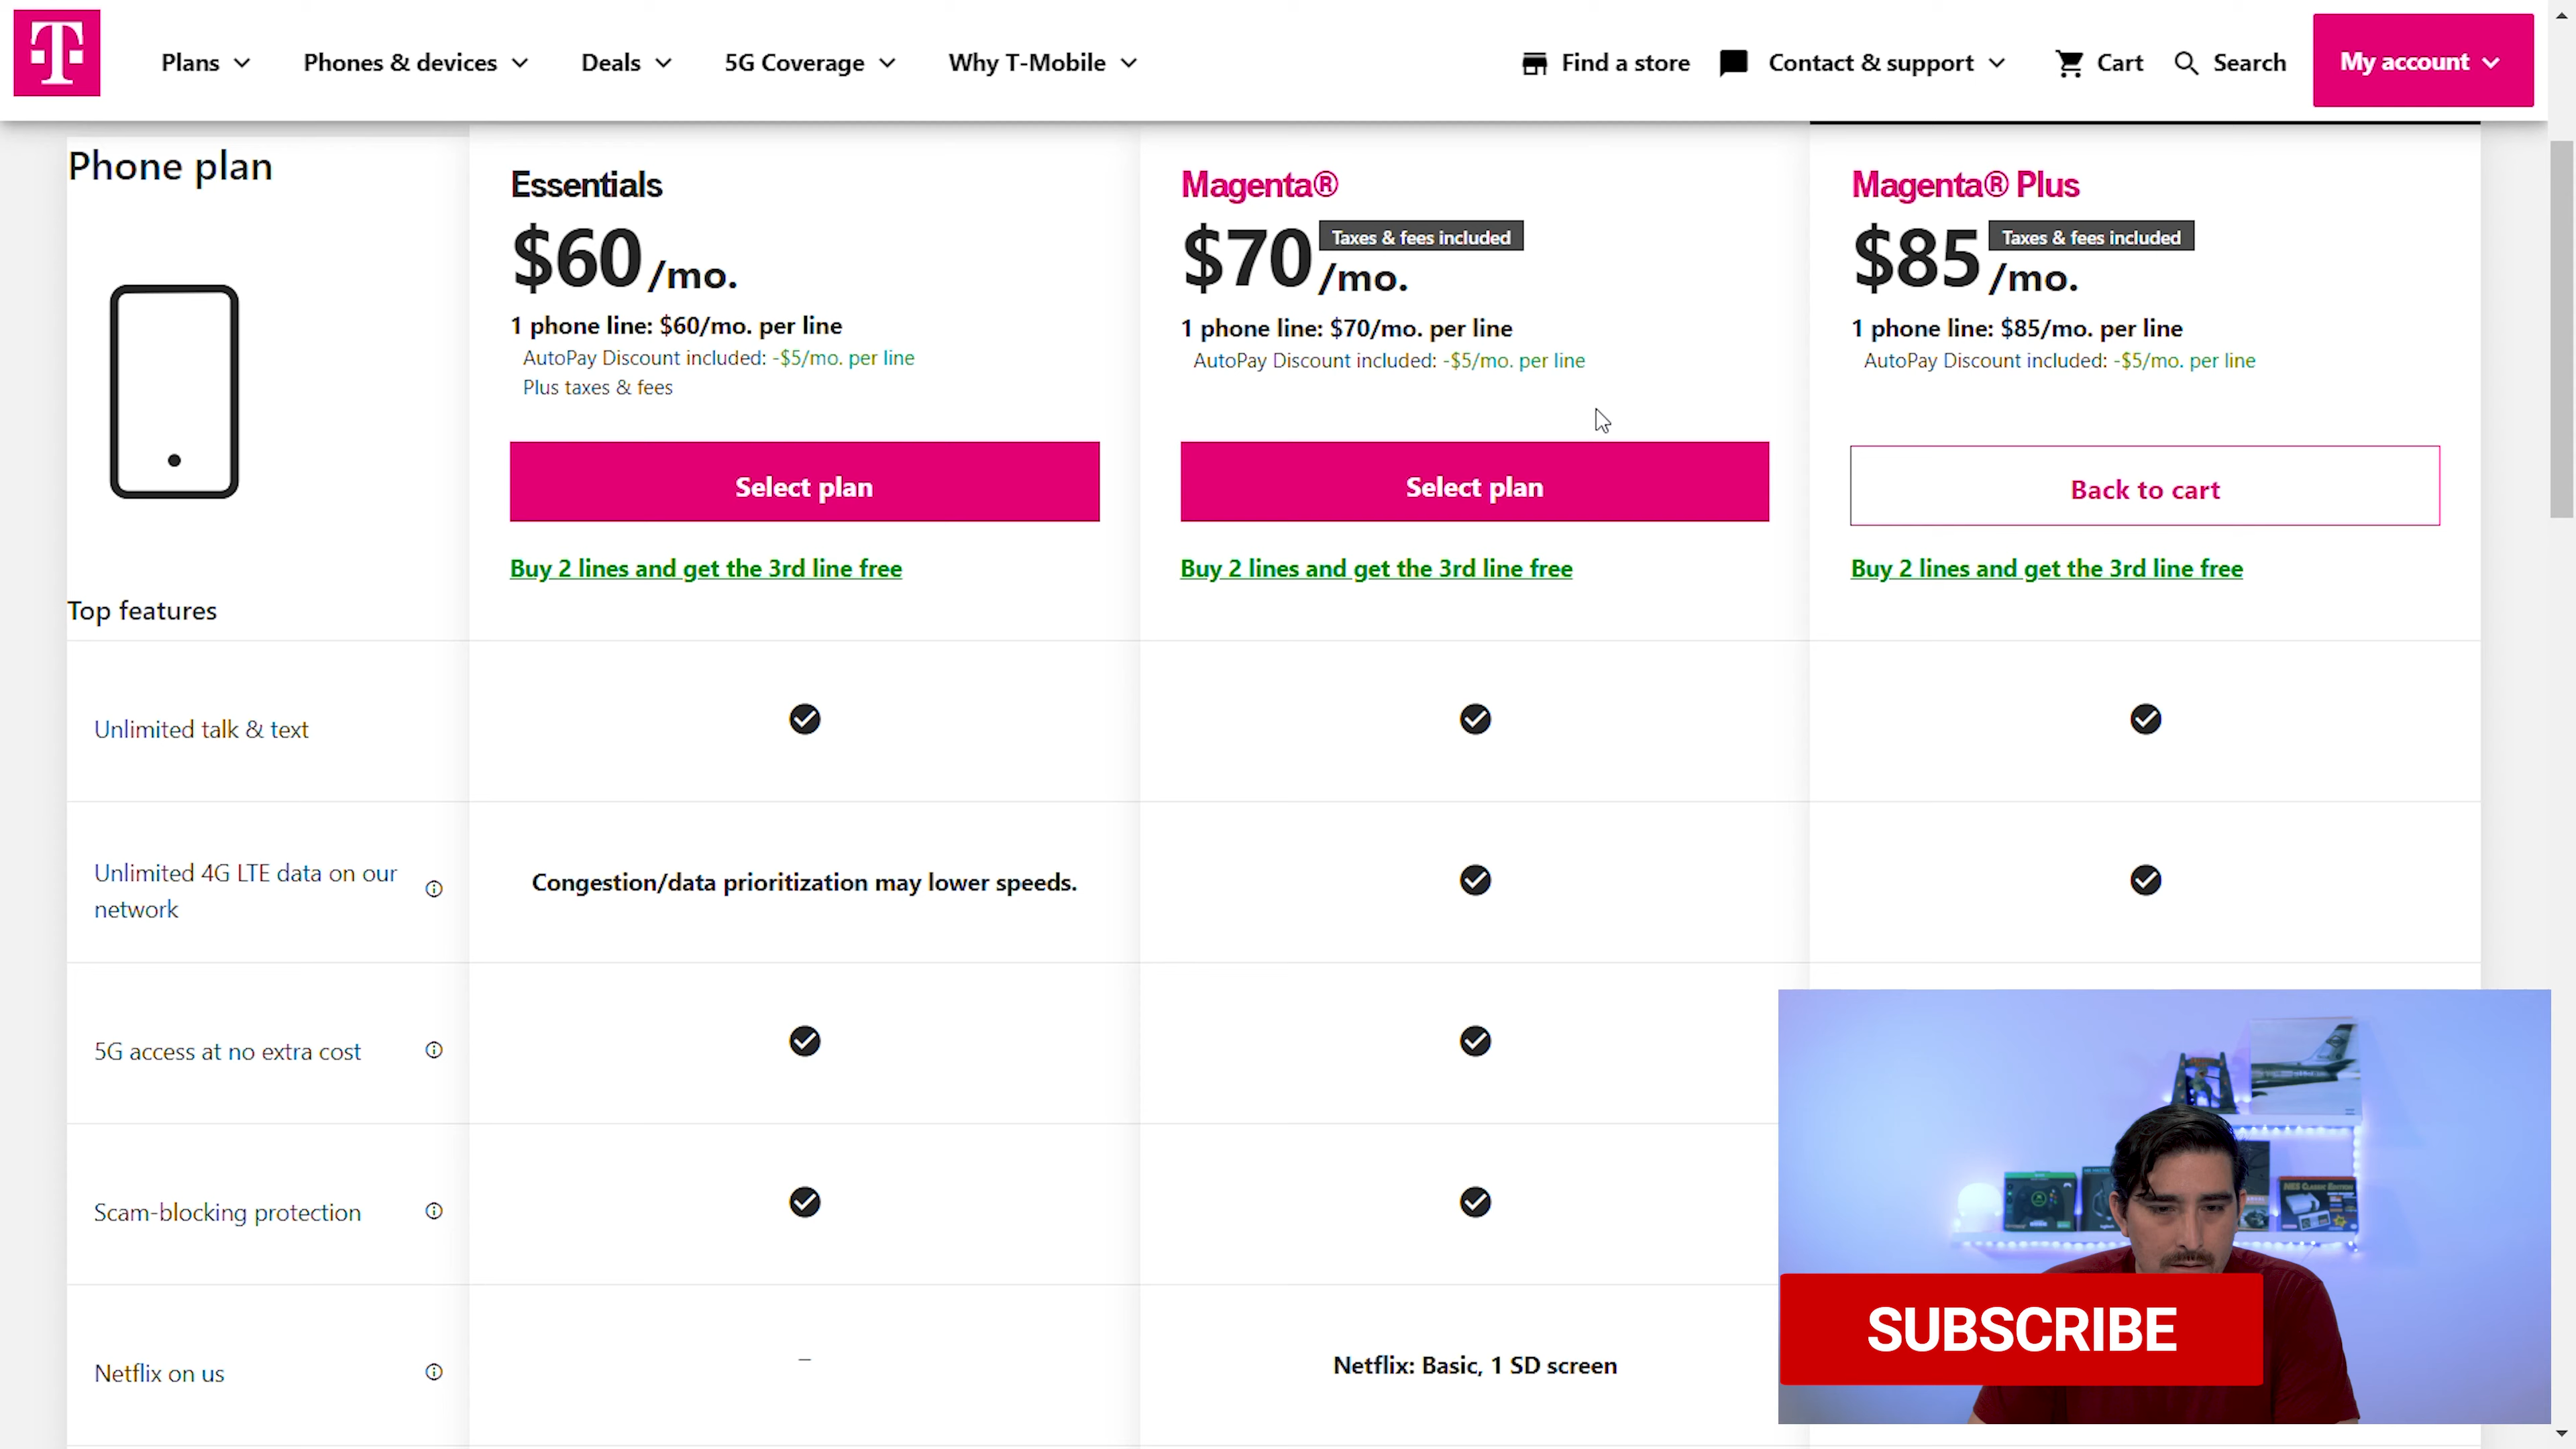 T
Plans
Phones & devices
Deals
5G Coverage
Why T-Mobile
Find a store
Contact & support
Cart
Search
My account
Phone plan
Essentials
$60 /mo.
1 phone line: $60/mo. per line
AutoPay Discount included: -$5/mo. per line
Plus taxes & fees
Select plan
Buy 2 lines and get the 3rd line free
Magenta®
$70 /mo.
Taxes & fees included
1 phone line: $70/mo. per line
AutoPay Discount included: -$5/mo. per line
Select plan
Buy 2 lines and get the 3rd line free
Magenta® Plus
$85 /mo.
Taxes & fees included
1 phone line: $85/mo. per line
AutoPay Discount included: -$5/mo. per line
Back to cart
Buy 2 lines and get the 3rd line free
Top features
Unlimited talk & text
Unlimited 4G LTE data on our
network
Congestion/data prioritization may lower speeds.
5G access at no extra cost
Scam-blocking protection
Netflix on us
–
Netflix: Basic, 1 SD screen
NES CLASSIC EDITION
SUBSCRIBE